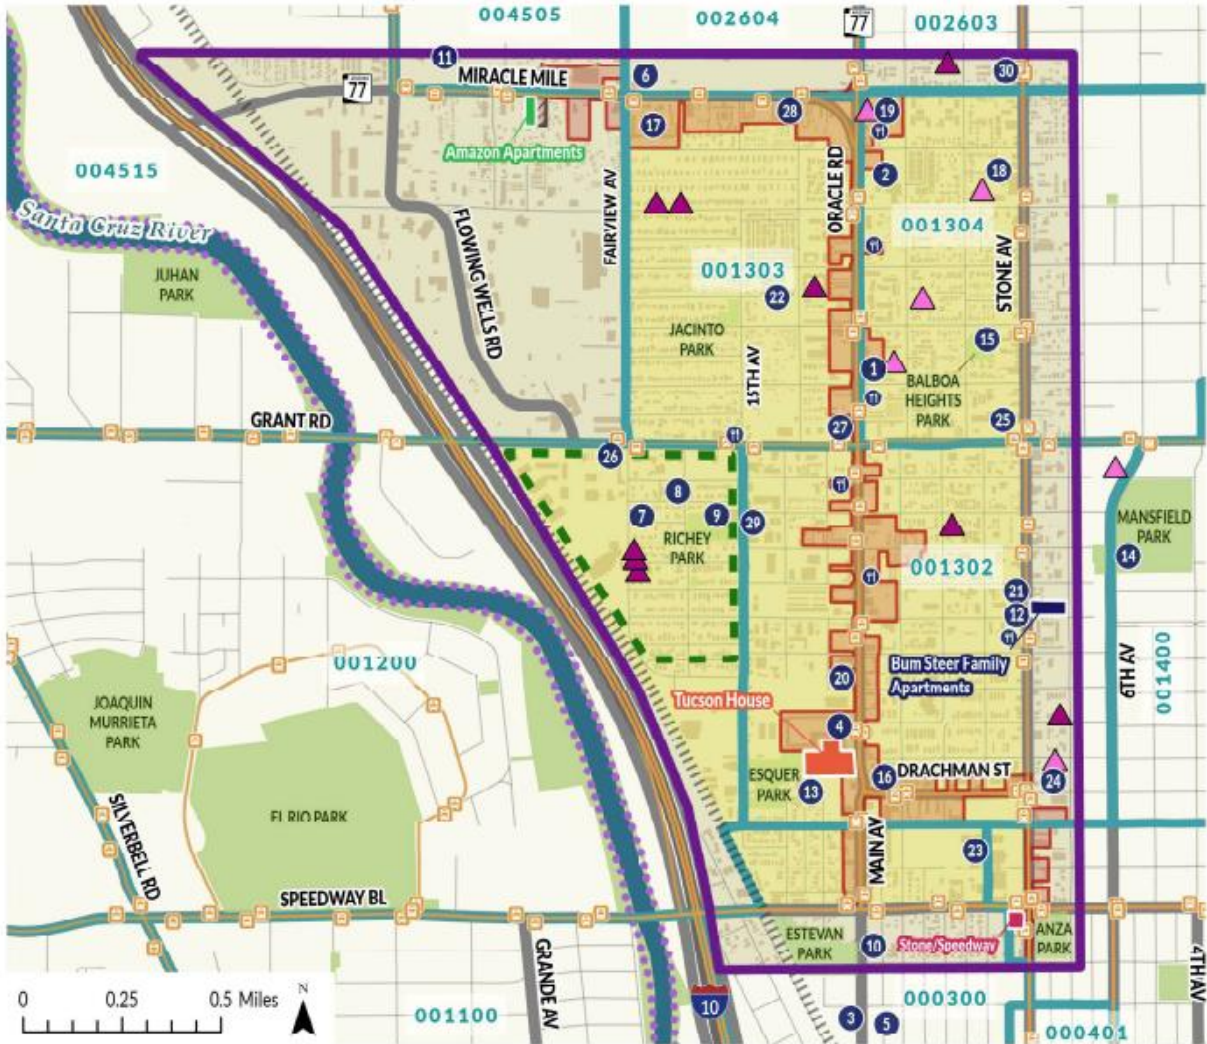 004505
002604
77
002603
11
MIRACLE MILE
6
30
77
Amazon Apartments
17
28
19
004515
2
18
Santa Cruz River
FAIRVIEW AV
ORACLE RD
001304
FLOWING WELLS RD
STONE AV
JUHAN
PARK
001303
22
JACINTO
PARK
15
15TH AV
1
BALBOA
HEIGHTS
PARK
GRANT RD
27
25
26
8
7
9
29
RICHEY
PARK
MANSFIELD
PARK
14
001302
21
12
001200
Bum Steer Family
Apartments
6TH AV
001400
20
Tucson House
JOAQUIN
MURRIETA
PARK
4
16
DRACHMAN ST
24
ESQUER
PARK
13
SILVERBELL RD
EL RIO PARK
MAIN AV
23
SPEEDWAY BL
ESTEVAN
PARK
10
Stone/Speedway
ANZA
PARK
GRANDE AV
4TH AV
0 0.25 0.5 Miles
N
10
001100
000300
3
5
000401